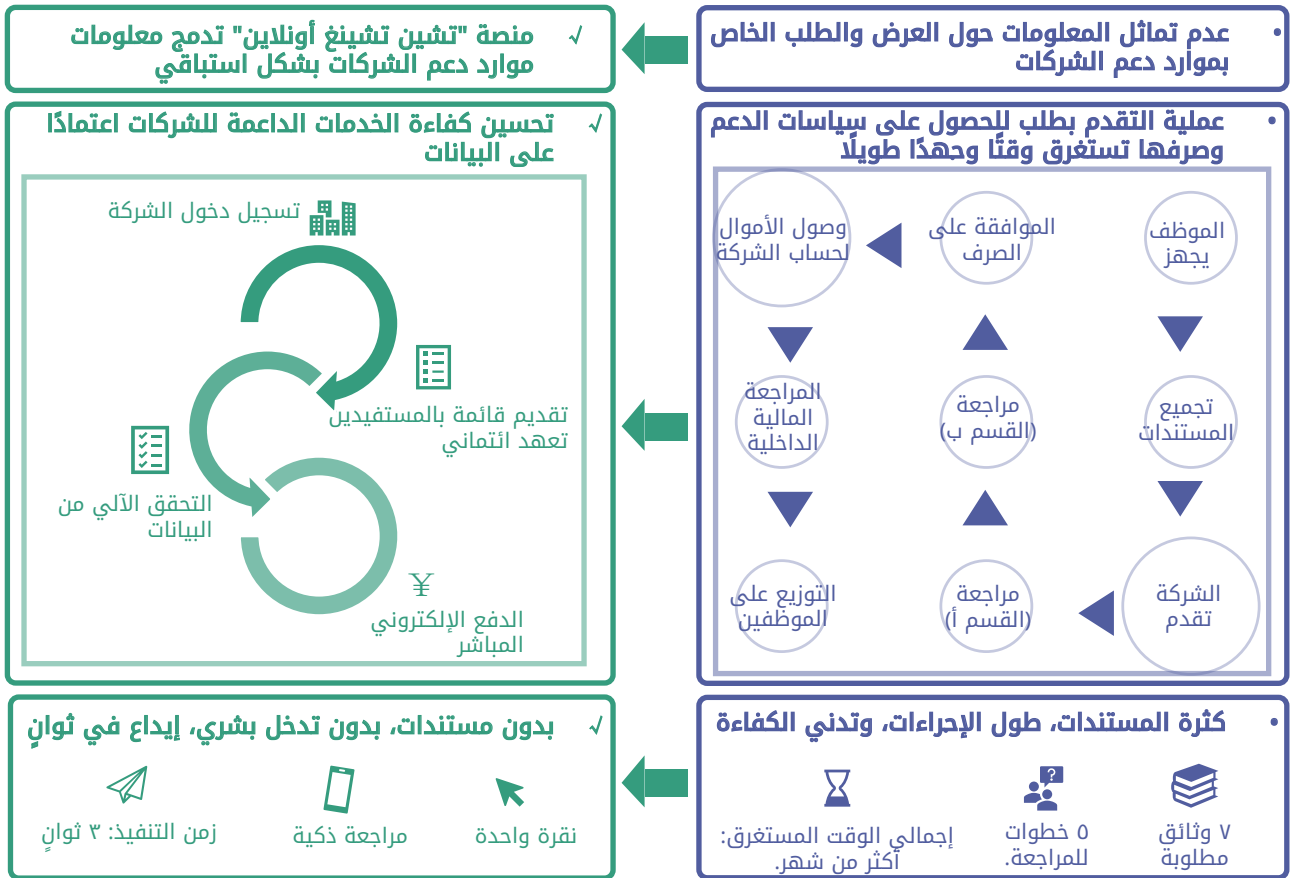 عدم تماثل المعلومات حول العرض والطلب الخاص
بموارد دعم الشركات
√ منصة "تشين تشينغ أونلاين" تدمج معلومات
موارد دعم الشركات بشكل استباقي
عملية التقدم بطلب للحصول على سياسات الدعم
وصرفها تستغرق وقتًا وجهدًا طويلًا
الموظف
يجهز
تجميع
المستندات
الشركة
تقدم
مراجعة
(القسم أ)
مراجعة
(القسم ب)
الموافقة على
الصرف
وصول الأموال
لحساب الشركة
المراجعة
المالية
الداخلية
التوزيع على
الموظفين
√ تحسين كفاءة الخدمات الداعمة للشركات اعتمادًا
على البيانات
تسجيل دخول الشركة
تقديم قائمة بالمستفيدين
تعهد ائتماني
التحقق الآلي من
البيانات
¥
الدفع الإلكتروني
المباشر
كثرة المستندات، طول الإجراءات، وتدني الكفاءة
٧ وثائق
مطلوبة
٥ خطوات
للمراجعة.
إجمالي الوقت المستغرق:
أكثر من شهر.
√ بدون مستندات، بدون تدخل بشري، إيداع في ثوانٍ
نقرة واحدة
مراجعة ذكية
زمن التنفيذ: ٣ ثوانٍ